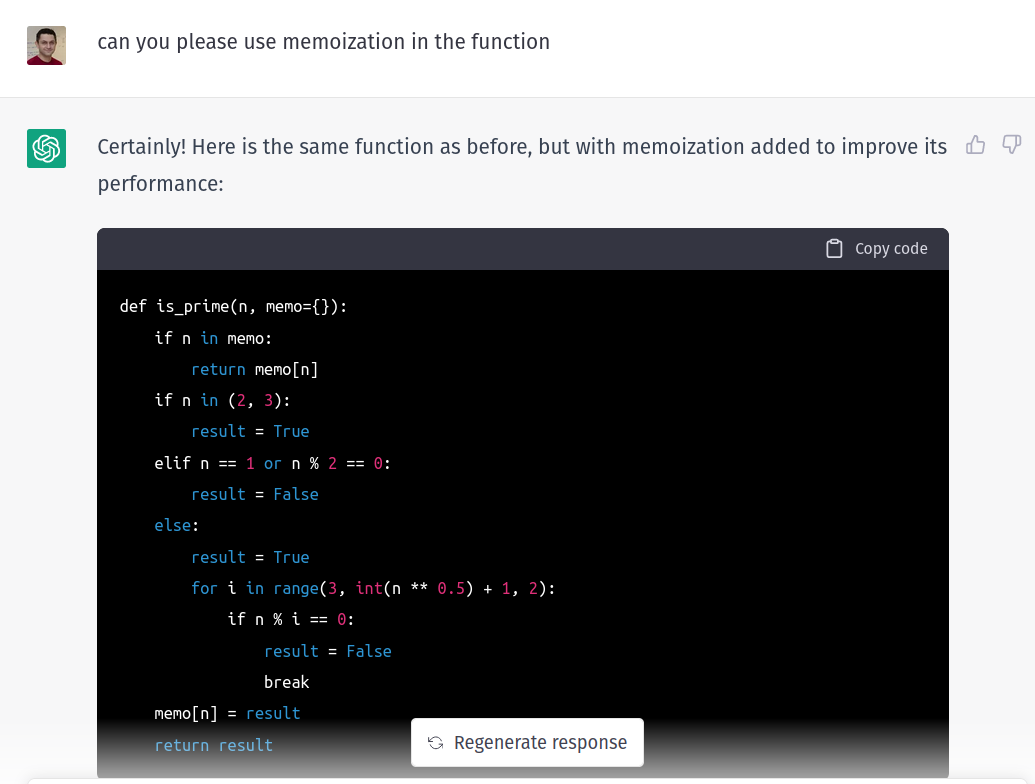 can you please use memoization in the function
Certainly! Here is the same function as before, but with memoization added to improve its
performance:
Copy code
def is_prime(n, memo={}):
    if n in memo:
        return memo[n]
    if n in (2, 3):
        result = True
    elif n == 1 or n % 2 == 0:
        result = False
    else:
        result = True
        for i in range(3, int(n ** 0.5) + 1, 2):
            if n % i == 0:
                result = False
                break
    memo[n] = result
    return result
Regenerate response